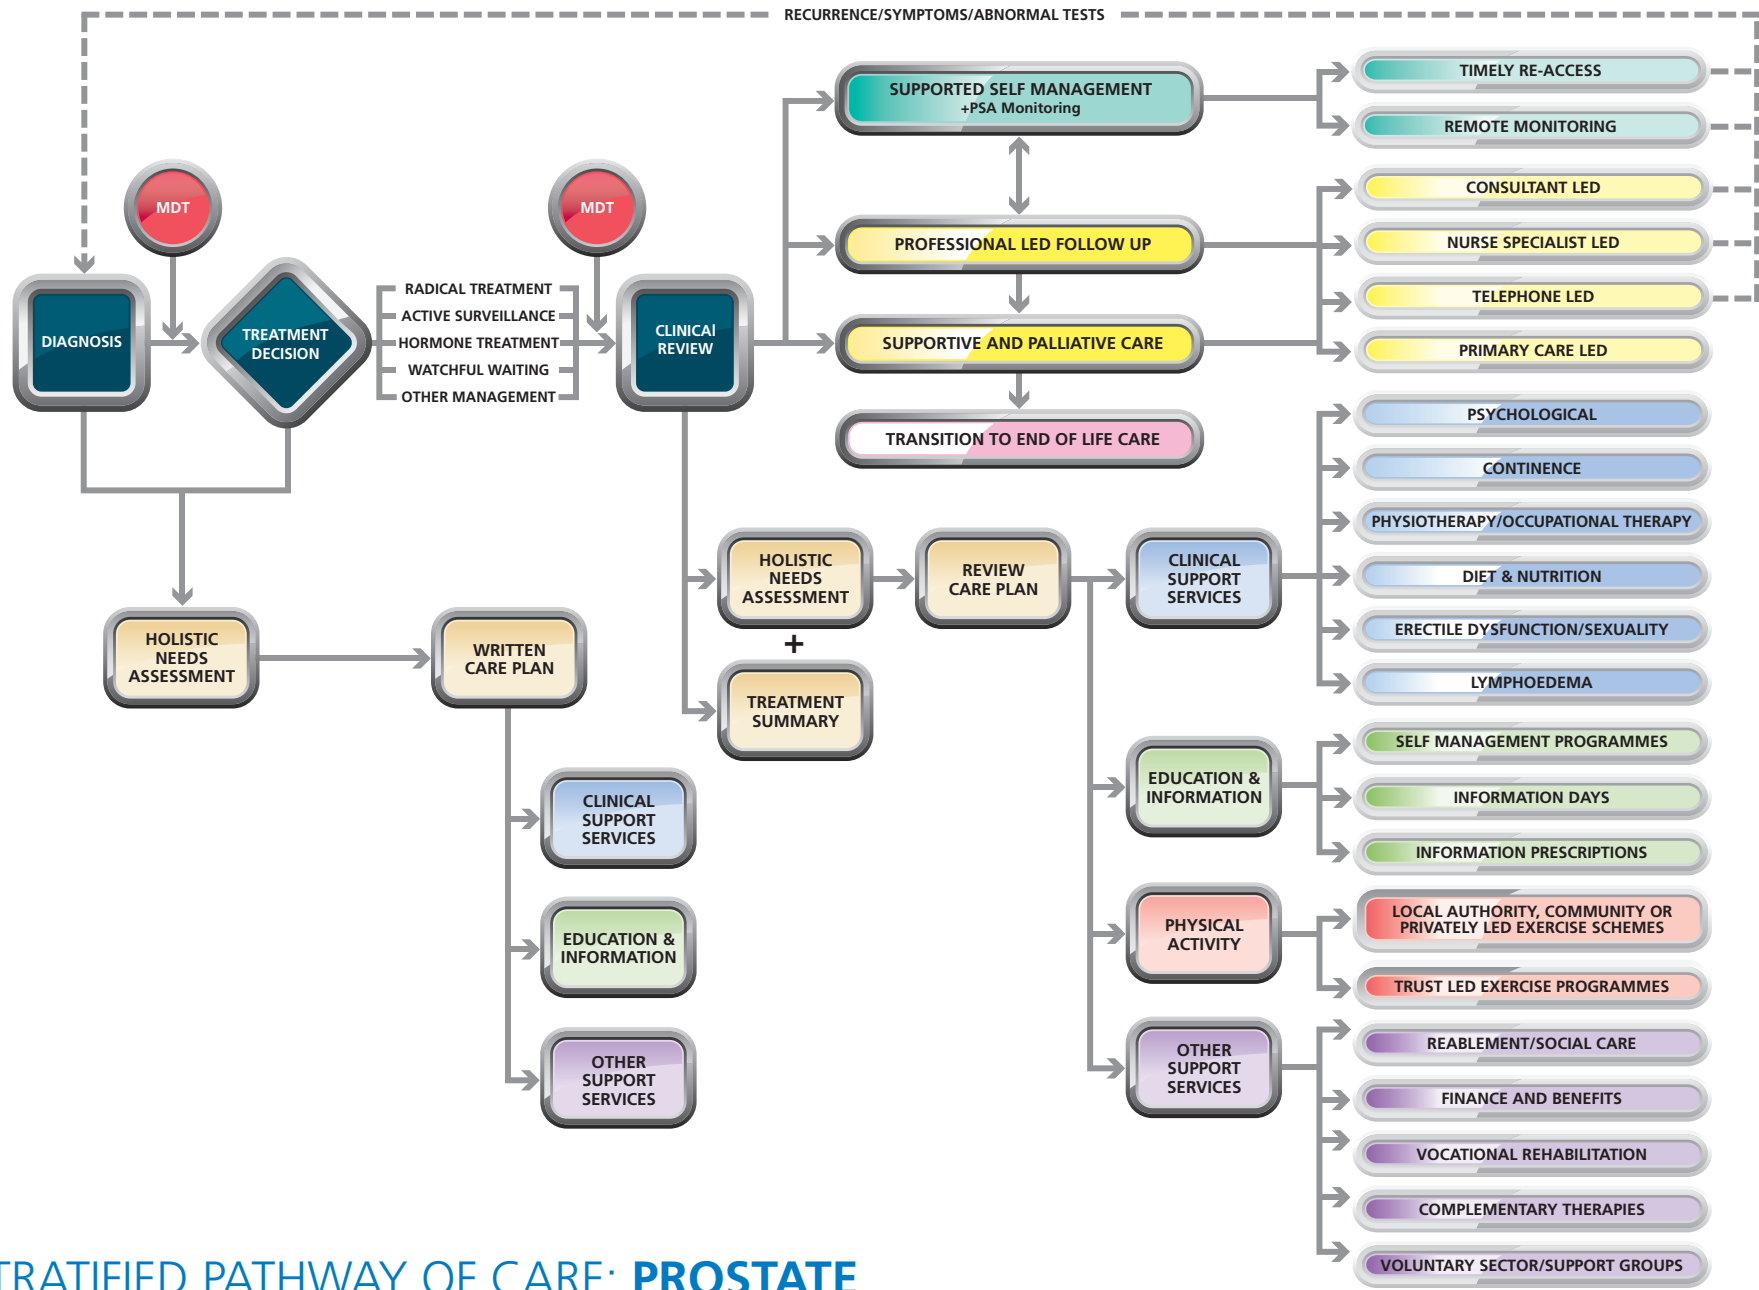 RECURRENCE/SYMPTOMS/ABNORMAL TESTS
MDT
DIAGNOSIS
TREATMENT
DECISION
RADICAL TREATMENT
ACTIVE SURVEILLANCE
HORMONE TREATMENT
WATCHFUL WAITING
OTHER MANAGEMENT
MDT
CLINICAl
REVIEW
SUPPORTED SELF MANAGEMENT
+PSA Monitoring
PROFESSIONAL LED FOLLOW UP
SUPPORTIVE AND PALLIATIVE CARE
TRANSITION TO END OF LIFE CARE
TIMELY RE-ACCESS
REMOTE MONITORING
CONSULTANT LED
NURSE SPECIALIST LED
TELEPHONE LED
PRIMARY CARE LED
HOLISTIC
NEEDS
ASSESSMENT
WRITTEN
CARE PLAN
CLINICAL
SUPPORT
SERVICES
EDUCATION &
INFORMATION
OTHER
SUPPORT
SERVICES
HOLISTIC
NEEDS
ASSESSMENT
+
TREATMENT
SUMMARY
REVIEW
CARE PLAN
CLINICAL
SUPPORT
SERVICES
PSYCHOLOGICAL
CONTINENCE
PHYSIOTHERAPY/OCCUPATIONAL THERAPY
DIET & NUTRITION
ERECTILE DYSFUNCTION/SEXUALITY
LYMPHOEDEMA
EDUCATION &
INFORMATION
SELF MANAGEMENT PROGRAMMES
INFORMATION DAYS
INFORMATION PRESCRIPTIONS
PHYSICAL
ACTIVITY
LOCAL AUTHORITY, COMMUNITY OR
PRIVATELY LED EXERCISE SCHEMES
TRUST LED EXERCISE PROGRAMMES
OTHER
SUPPORT
SERVICES
REABLEMENT/SOCIAL CARE
FINANCE AND BENEFITS
VOCATIONAL REHABILITATION
COMPLEMENTARY THERAPIES
VOLUNTARY SECTOR/SUPPORT GROUPS
TRATIFIED PATHWAY OF CARE: PROSTATE